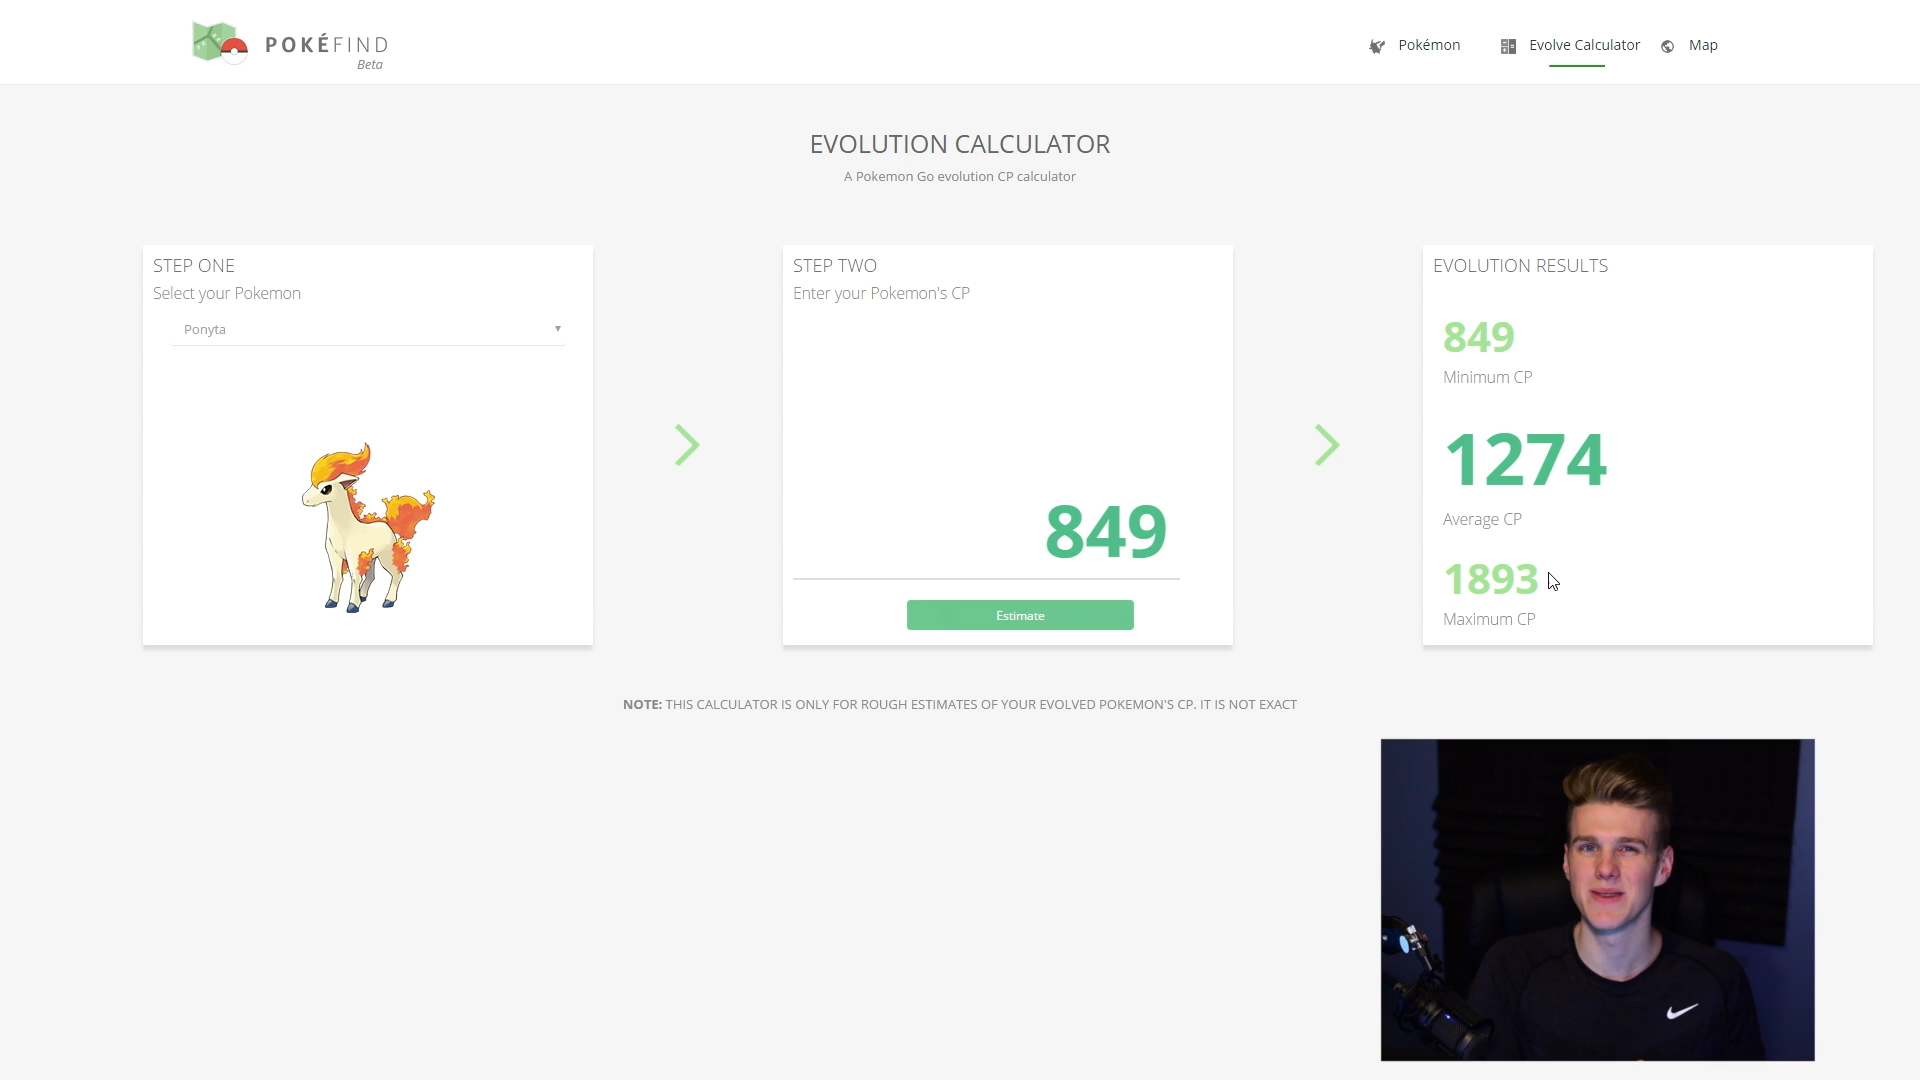 POKÉFIND
Beta
Pokémon
Evolve Calculator
Map
EVOLUTION CALCULATOR
A Pokemon Go evolution CP calculator
STEP ONE
Select your Pokemon
Ponyta
STEP TWO
Enter your Pokemon's CP
849
Estimate
EVOLUTION RESULTS
849
Minimum CP
1274
Average CP
1893
Maximum CP
NOTE: THIS CALCULATOR IS ONLY FOR ROUGH ESTIMATES OF YOUR EVOLVED POKEMON'S CP. IT IS NOT EXACT